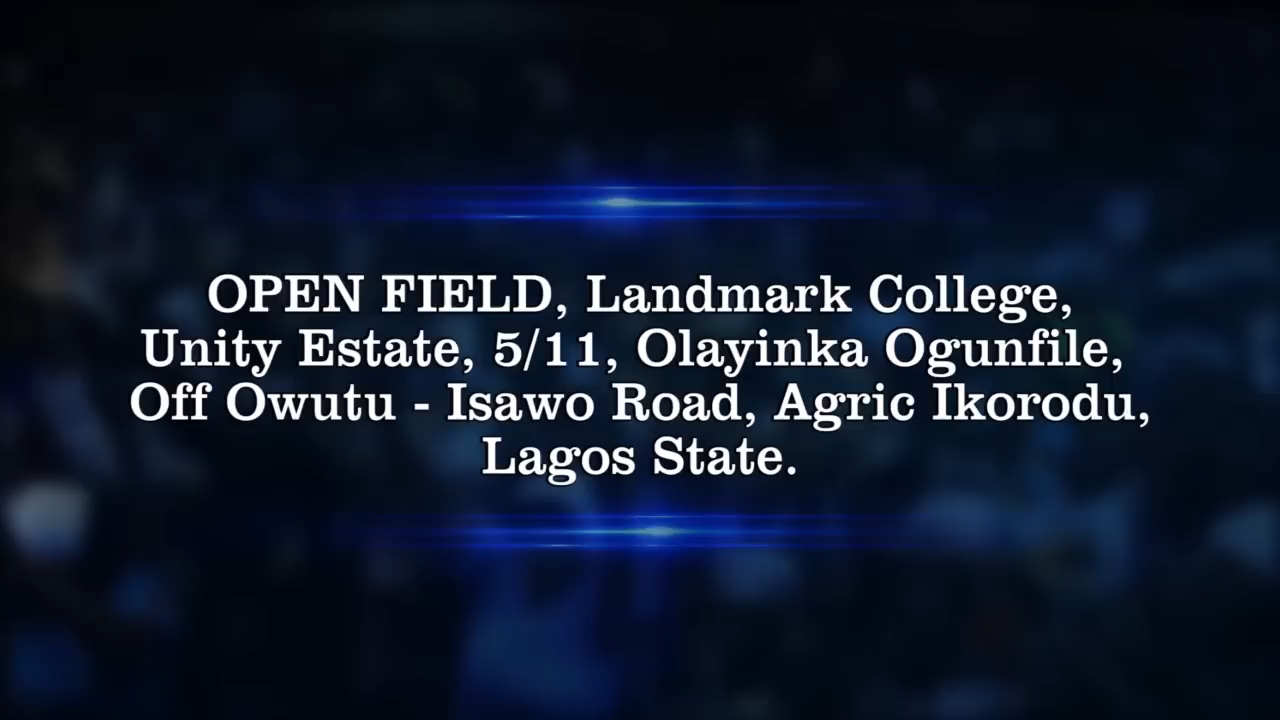 OPEN FIELD, Landmark College,
Unity Estate, 5/11, Olayinka Ogunfile,
Off Owutu - Isawo Road, Agric Ikorodu,
Lagos State.